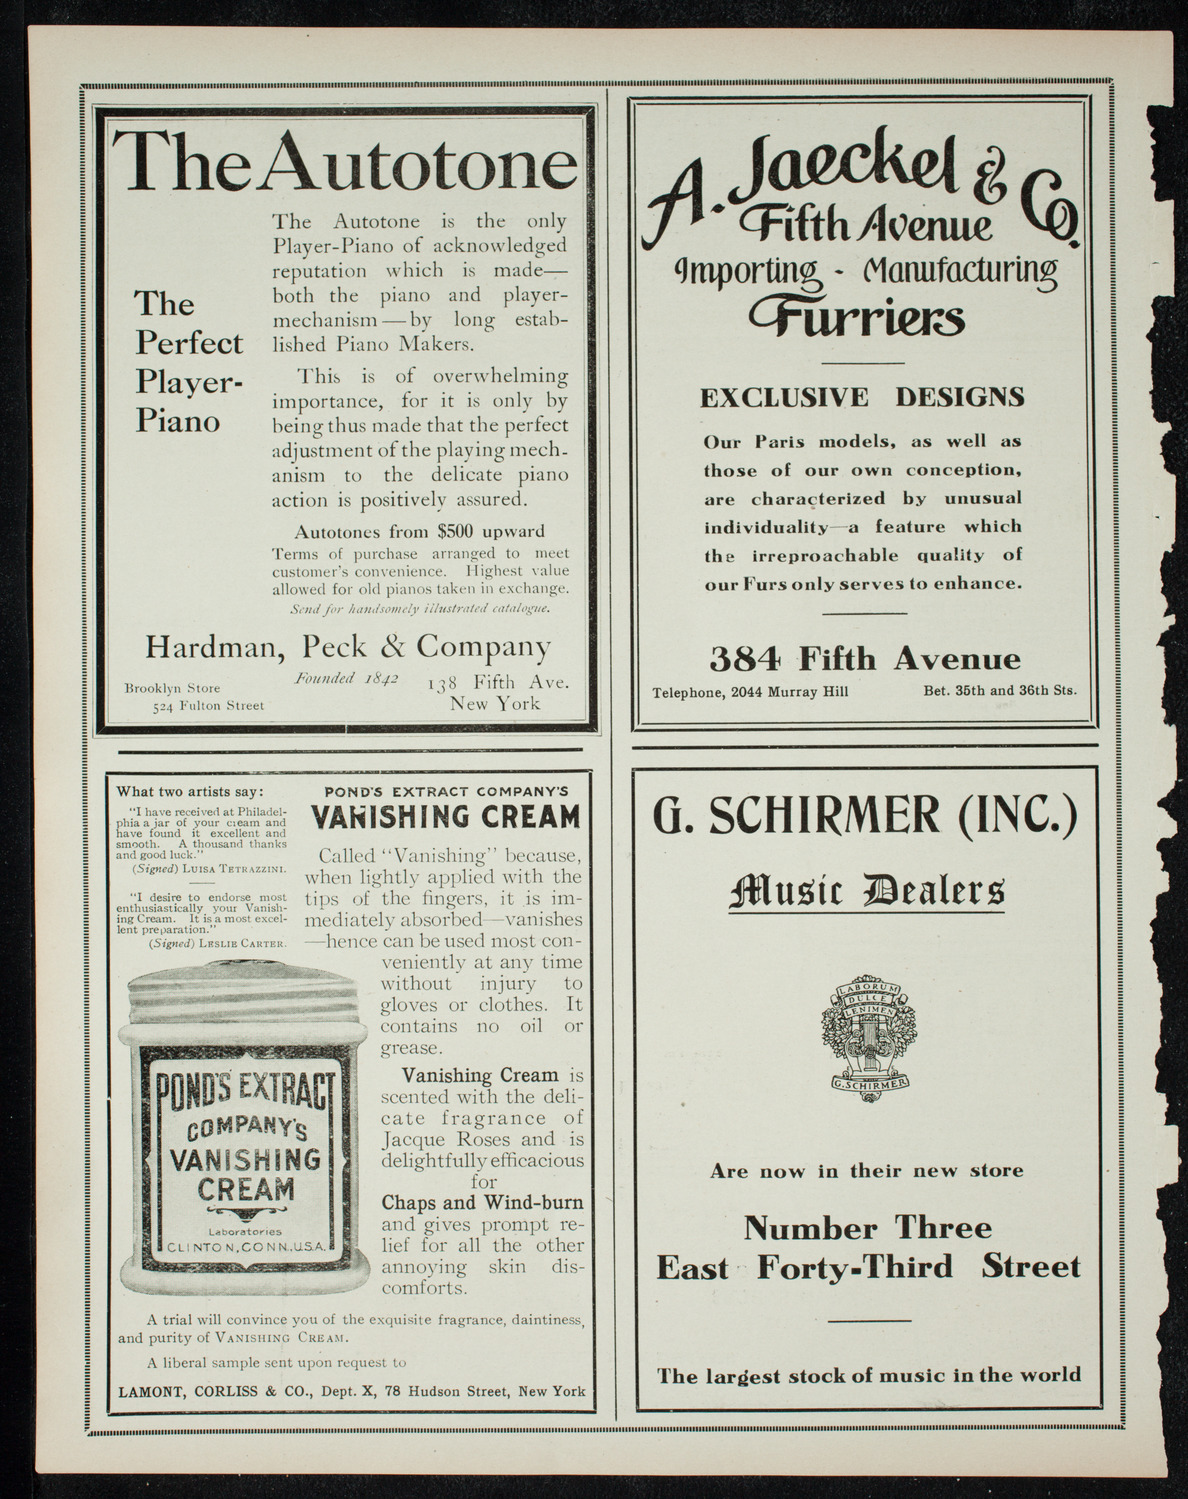 The Autotone
The
Perfect
Player-
Piano
The Autotone is the only
Player-Piano of acknowledged
reputation which is made—
both the piano and player-
mechanism—by long estab-
lished Piano Makers.
This is of overwhelming
importance, for it is only by
being thus made that the perfect
adjustment of the playing mech-
anism to the delicate piano
action is positively assured.
Autotones from $500 upward
Terms of purchase arranged to meet
customer's convenience. Highest value
allowed for old pianos taken in exchange.
Send for handsomely illustrated catalogue.
Hardman, Peck & Company
Founded 1842
Brooklyn Store
524 Fulton Street
138 Fifth Ave.
New York
A. Jaeckel & Co.
Fifth Avenue
Importing - Manufacturing
Furriers
EXCLUSIVE DESIGNS
Our Paris models, as well as
those of our own conception,
are characterized by unusual
individuality—a feature which
the irreproachable quality of
our Furs only serves to enhance.
384 Fifth Avenue
Telephone, 2044 Murray Hill Bet. 35th and 36th Sts.
What two artists say:
"I have received at Philadel-
phia a jar of your cream and
have found it excellent and
smooth. A thousand thanks
and good luck."
(Signed) LUISA TETRAZZINI.
"I desire to endorse most
enthusiastically your Vanish-
ing Cream. It is a most excel-
lent preparation."
(Signed) LESLIE CARTER.
POND'S EXTRACT COMPANY'S
VANISHING CREAM
Called "Vanishing" because,
when lightly applied with the
tips of the fingers, it is im-
mediately absorbed—vanishes
—hence can be used most con-
veniently at any time
without injury to
gloves or clothes. It
contains no oil or
grease.
Vanishing Cream is
scented with the deli-
cate fragrance of
Jacque Roses and is
delightfully efficacious
for
Chaps and Wind-burn
and gives prompt re-
lief for all the other
annoying skin dis-
comforts.
POND'S EXTRACT
COMPANY'S
VANISHING
CREAM
Laboratories
CLINTON, CONN., U.S.A.
A trial will convince you of the exquisite fragrance, daintiness,
and purity of VANISHING CREAM.
A liberal sample sent upon request to
LAMONT, CORLISS & CO., Dept. X, 78 Hudson Street, New York
G. SCHIRMER (INC.)
Music Dealers
LABORUM
DULCE
LENIMEN
G. SCHIRMER
Are now in their new store
Number Three
East Forty-Third Street
The largest stock of music in the world